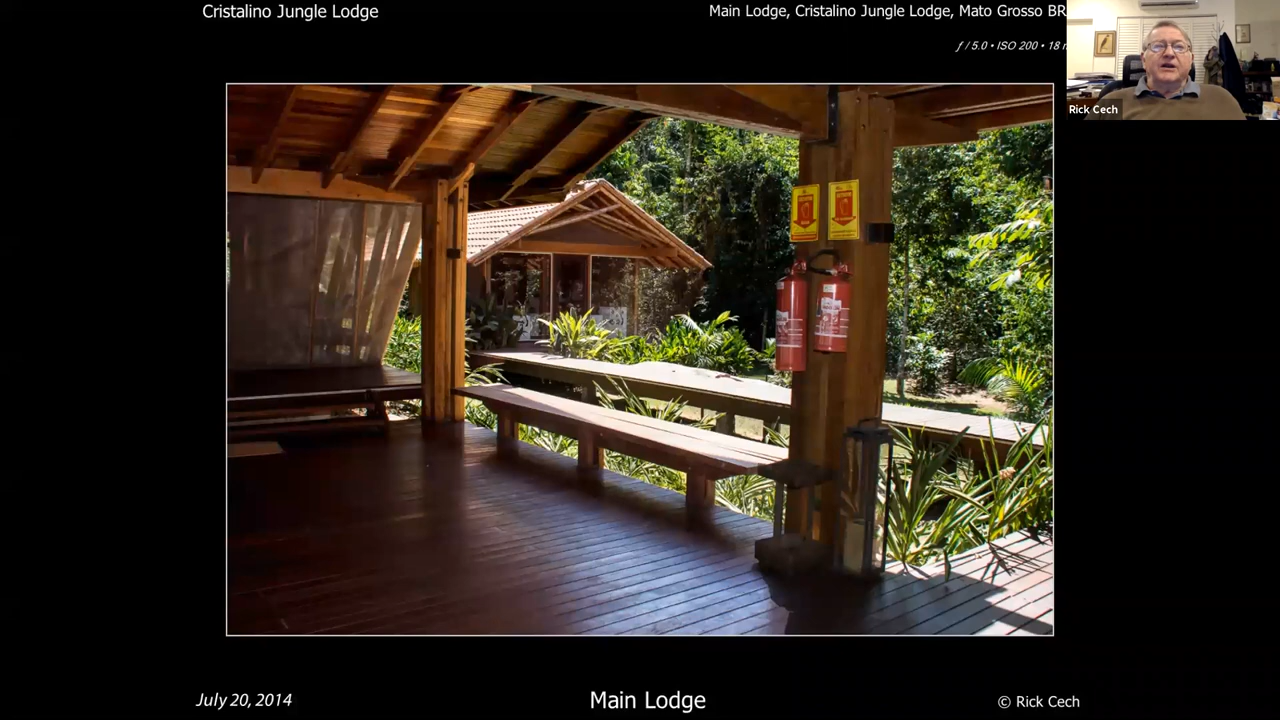 Cristalino Jungle Lodge
Main Lodge, Cristalino Jungle Lodge, Mato Grosso BR
ƒ / 5.0 • ISO 200 • 18
Rick Cech
July 20, 2014
Main Lodge
© Rick Cech